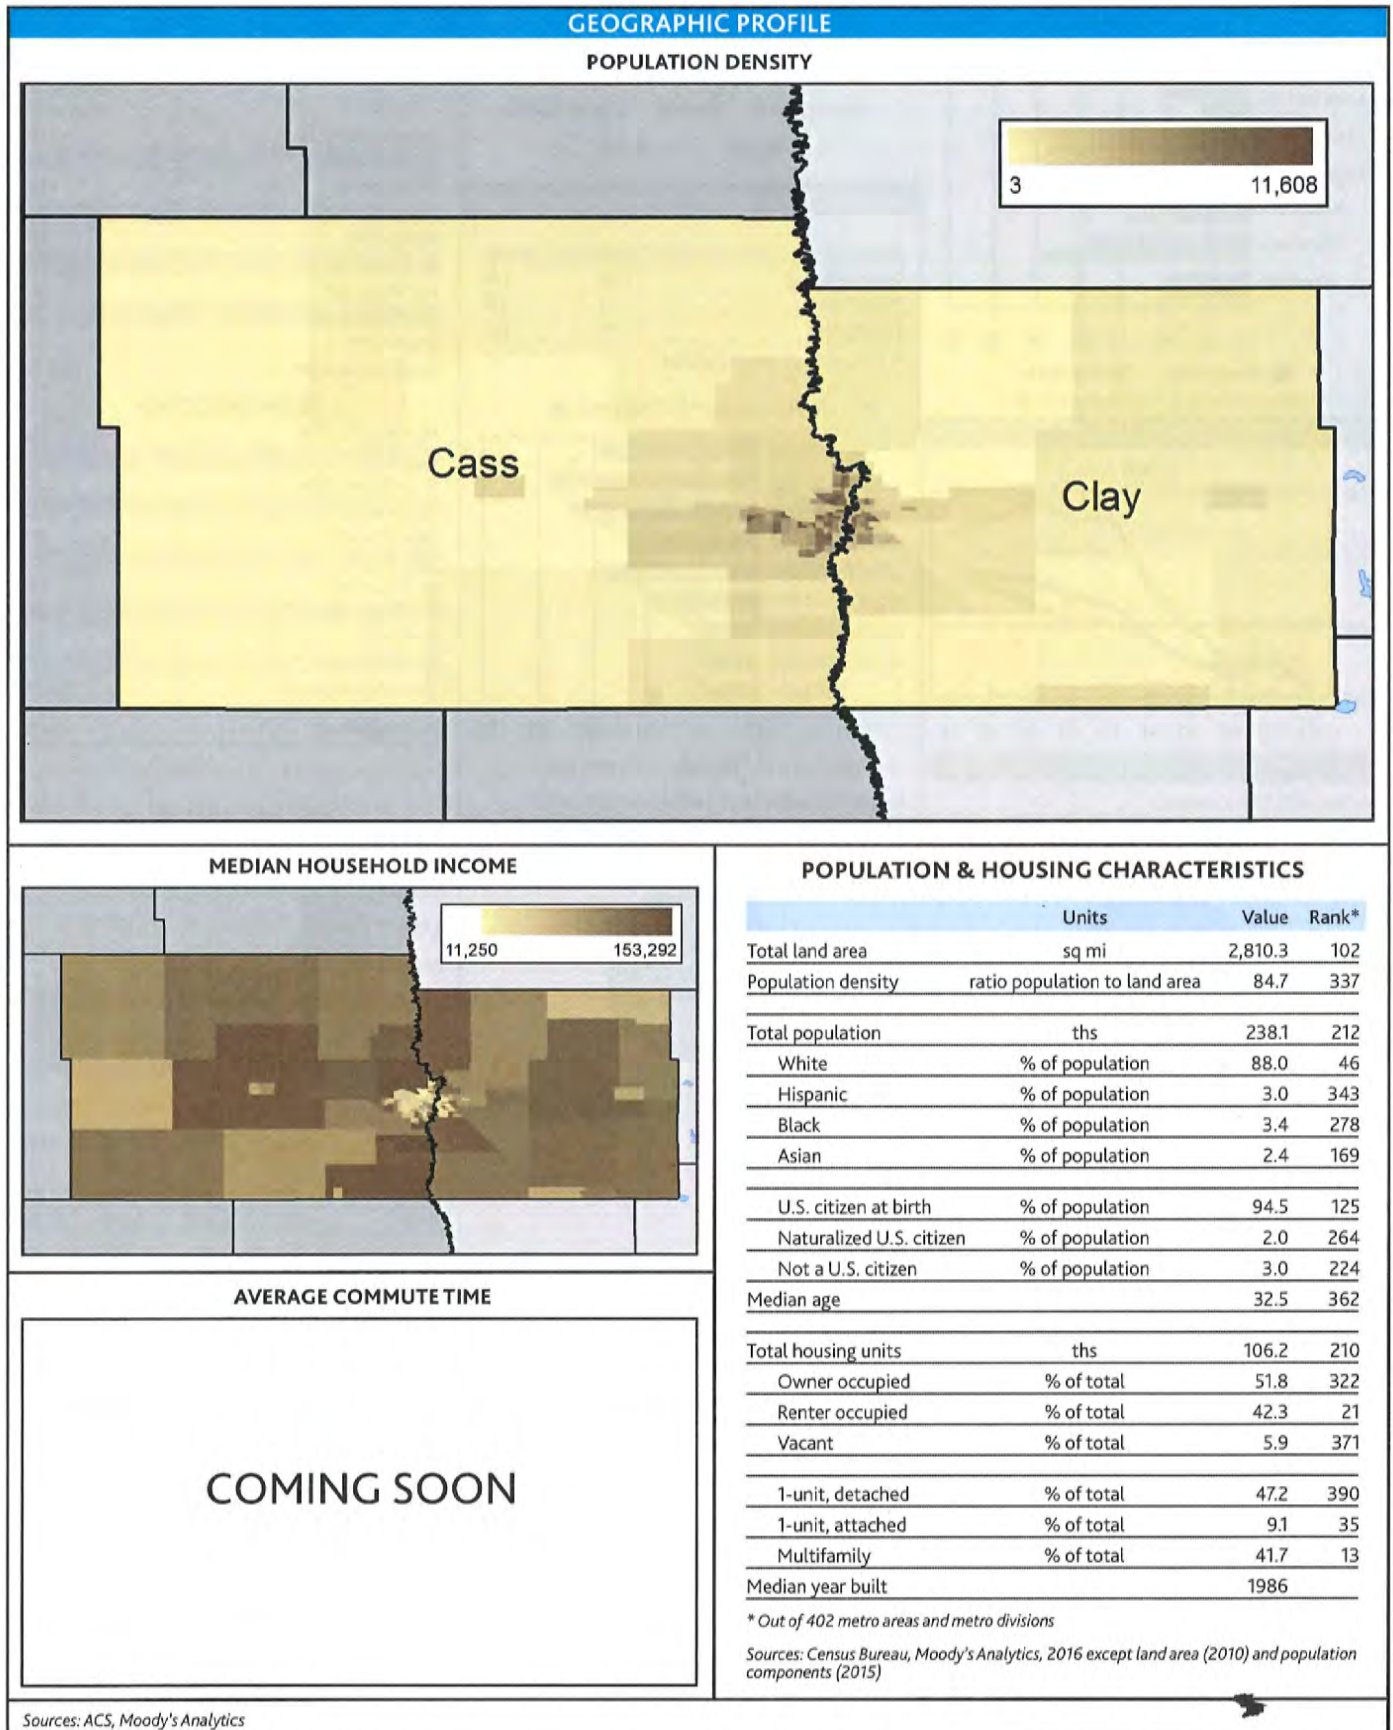 GEOGRAPHIC PROFILE
POPULATION DENSITY
3 11,608
Cass
Clay
MEDIAN HOUSEHOLD INCOME
11,250 153,292
AVERAGE COMMUTE TIME
COMING SOON
POPULATION & HOUSING CHARACTERISTICS
Units Value Rank*
Total land area sq mi 2,810.3 102
Population density ratio population to land area 84.7 337
Total population ths 238.1 212
White % of population 88.0 46
Hispanic % of population 3.0 343
Black % of population 3.4 278
Asian % of population 2.4 169
U.S. citizen at birth % of population 94.5 125
Naturalized U.S. citizen % of population 2.0 264
Not a U.S. citizen % of population 3.0 224
Median age 32.5 362
Total housing units ths 106.2 210
Owner occupied % of total 51.8 322
Renter occupied % of total 42.3 21
Vacant % of total 5.9 371
1-unit, detached % of total 47.2 390
1-unit, attached % of total 9.1 35
Multifamily % of total 41.7 13
Median year built 1986
* Out of 402 metro areas and metro divisions
Sources: Census Bureau, Moody's Analytics, 2016 except land area (2010) and population
components (2015)
Sources: ACS, Moody's Analytics